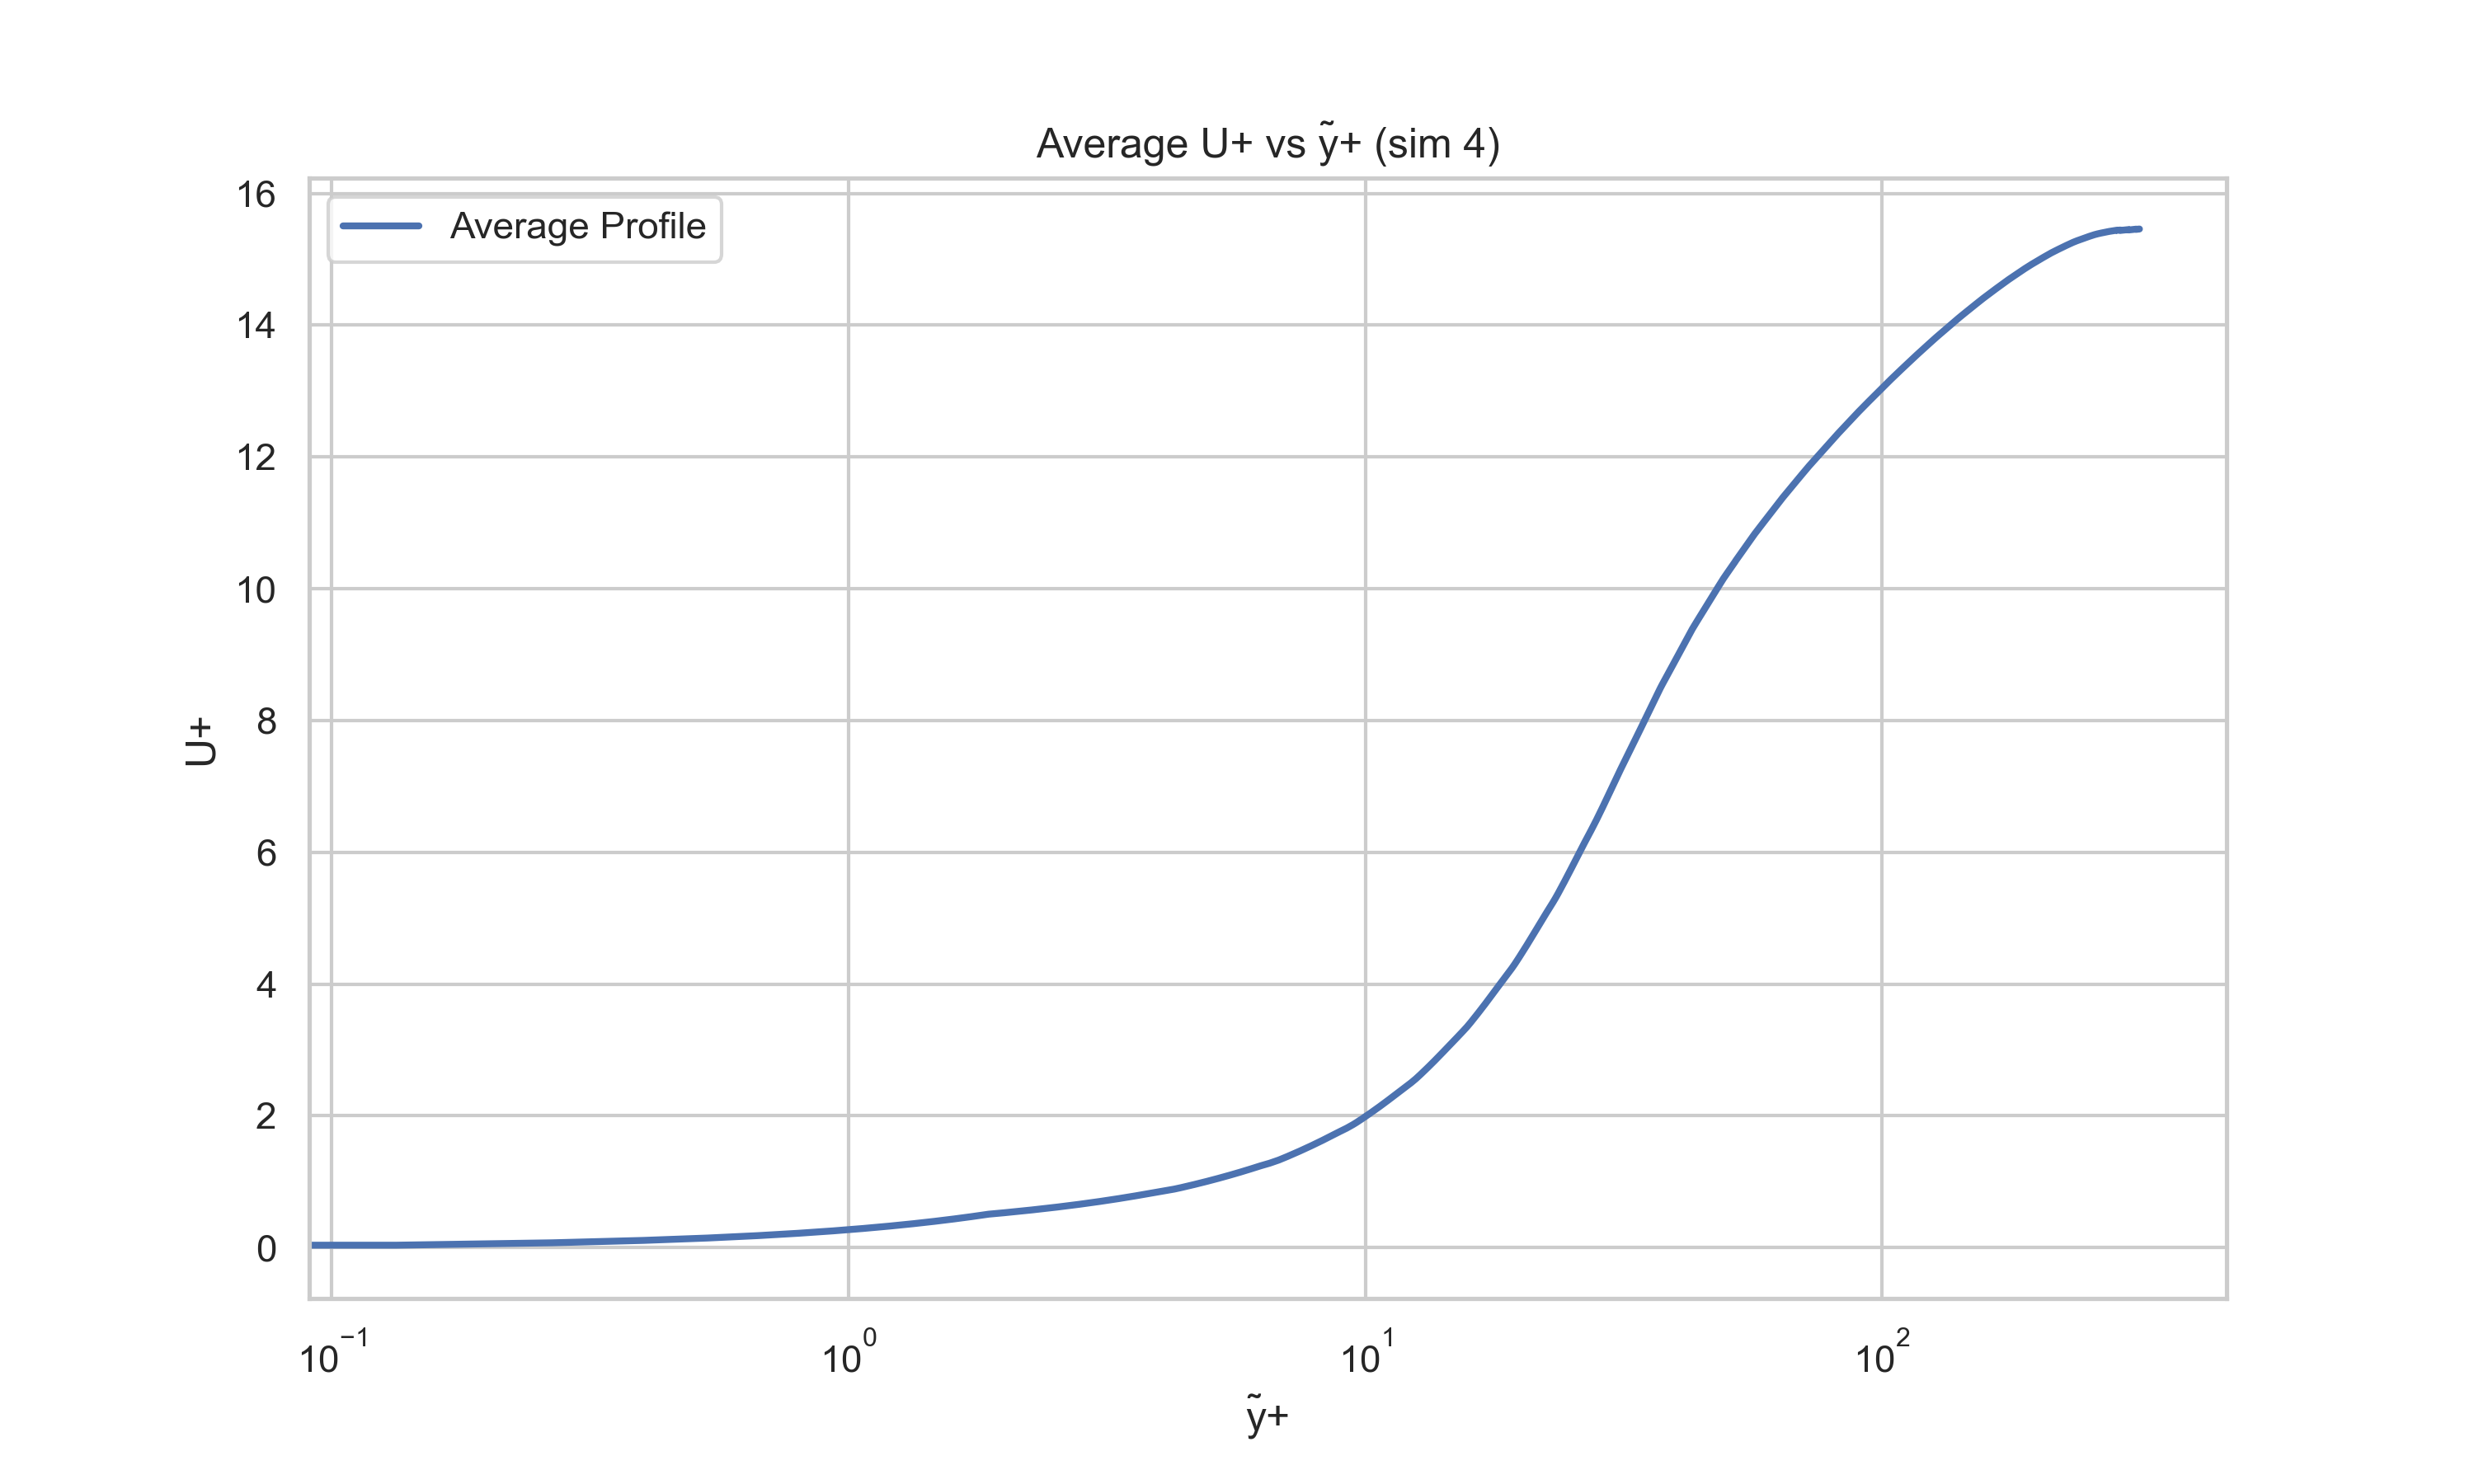 Average U+ vs ỹ+ (sim 4)
Average Profile
16
14
12
10
8
6
4
2
0
U+
10⁻¹ 10⁰ 10¹ 10²
ỹ+